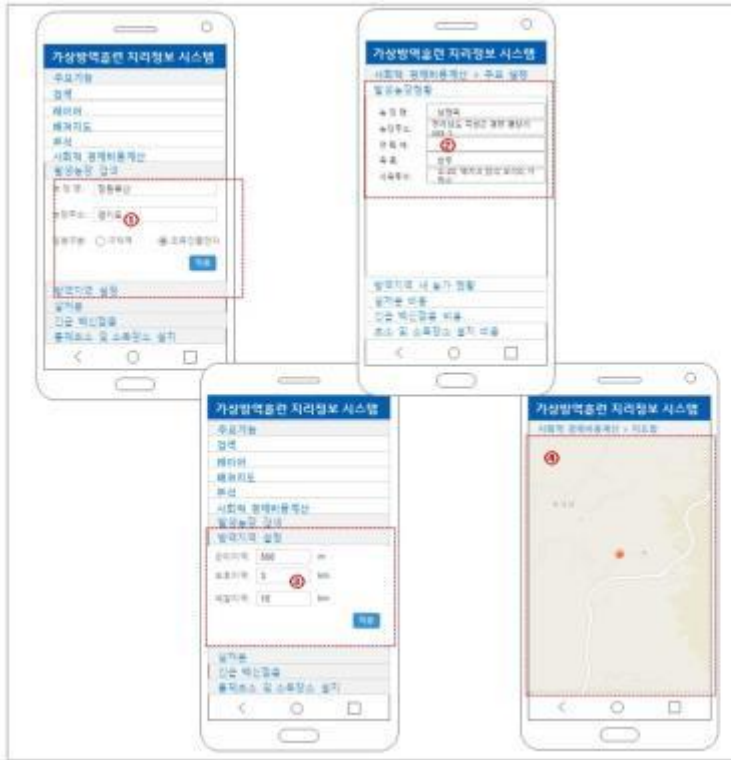 가상방역훈련 지리정보 시스템
주요기능
검색
레이어
배경지도
분석
사회적 경제비용계산
발생농장 검색
농장명
농장주소 경기도
①
적용
방역지역 설정
살처분
긴급 백신접종
통제초소 및 소독장소 설치
가상방역훈련 지리정보 시스템
사회적 경제비용계산 > 주요 설정
발생농장현황
농장명
농장주소
②
방역지역 내 농가 현황
살처분 비용
긴급 백신접종 비용
초소 및 소독장소 설치 비용
가상방역훈련 지리정보 시스템
주요기능
검색
레이어
배경지도
분석
사회적 경제비용계산
발생농장 검색
방역지역 설정
관리지역 500 m
보호지역 3 km
③
예찰지역 10 km
적용
살처분
긴급 백신접종
통제초소 및 소독장소 설치
가상방역훈련 지리정보 시스템
사회적 경제비용계산 > 지도창
④